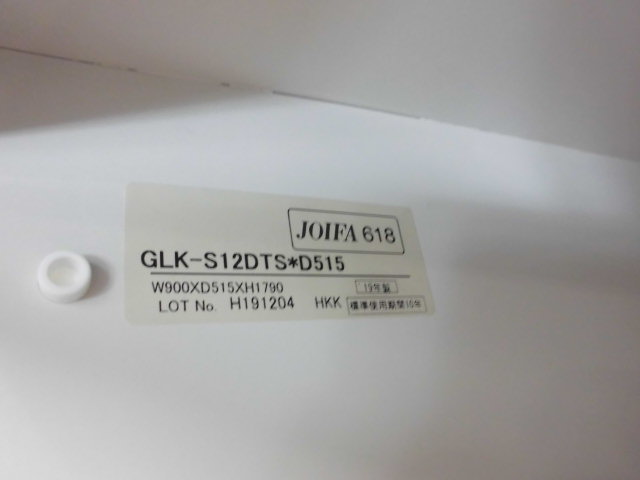 JOIFA 618
GLK-S12DTS*D515
W900XD515XH1790 19年製
LOT No. H191204 HKK 標準使用期間10年